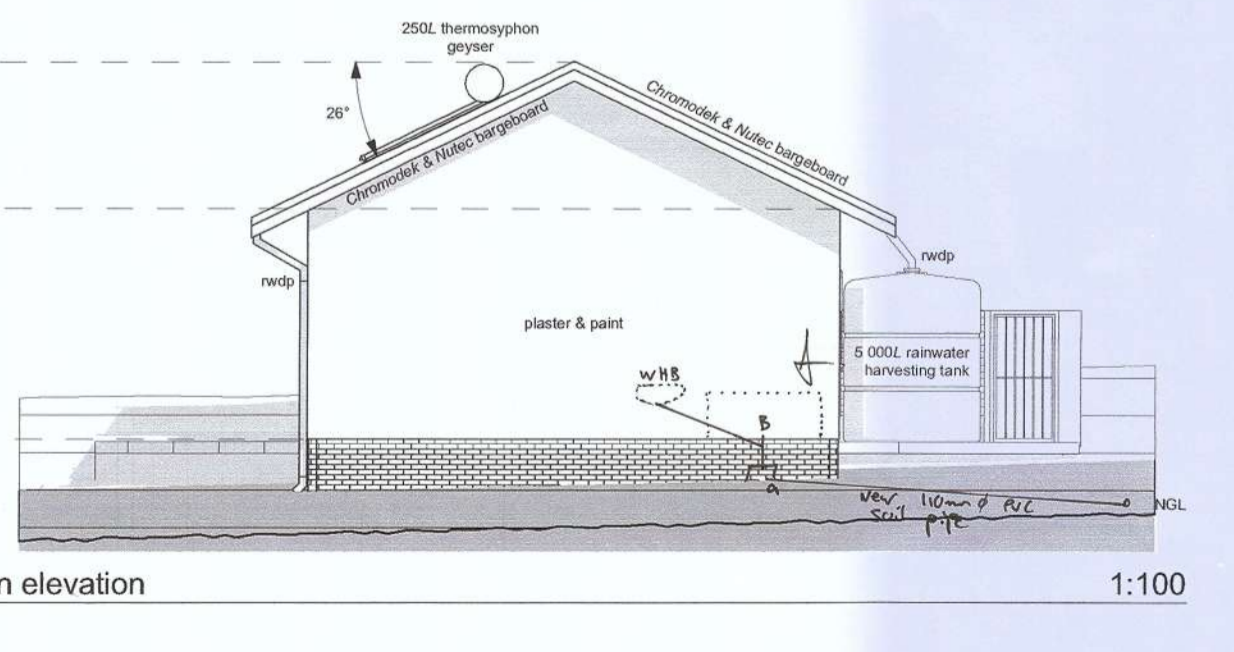 250L thermosyphon
geyser
26°
Chromodek & Nutec bargeboard
Chromodek & Nutec bargeboard
rwdp
rwdp
plaster & paint
5 000L rainwater
harvesting tank
WHB
B
a
New 110mm ø PVC
soil pipe
NGL
n elevation
1:100